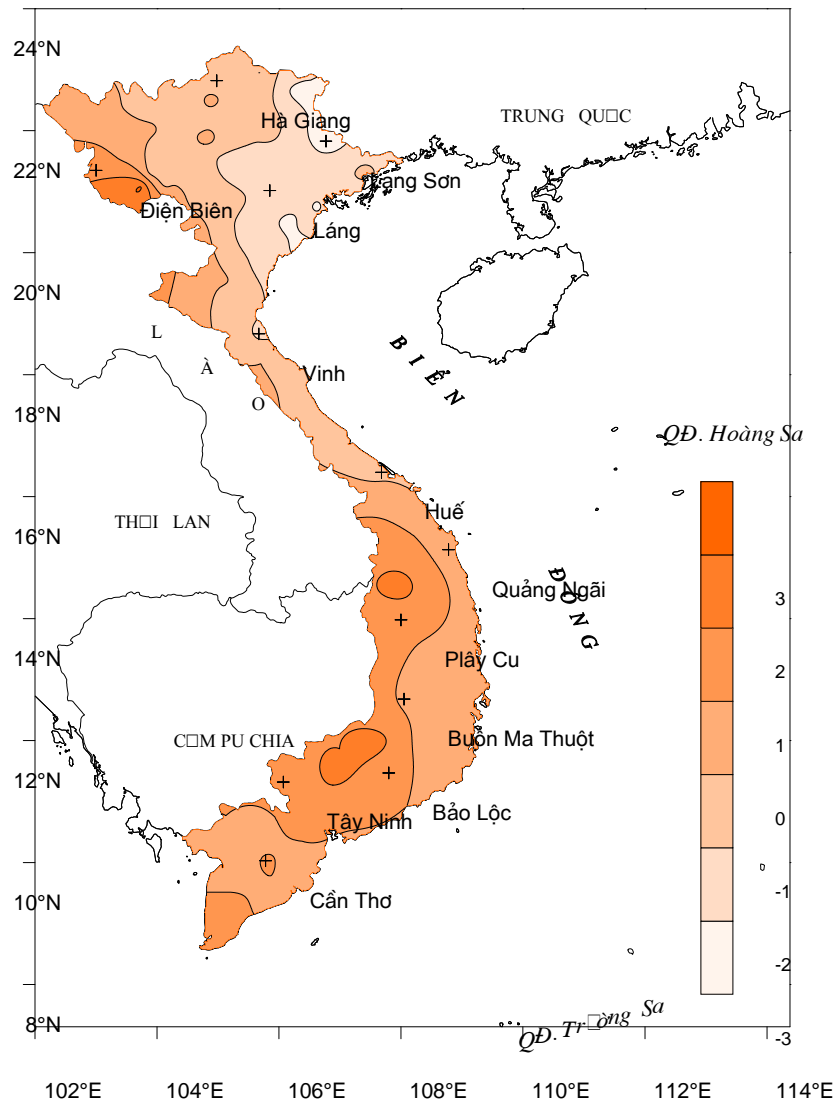 24°N
Hà Giang
TRUNG QU□C
22°N
Lạng Sơn
Điện Biên
Láng
20°N
L
À
O
BIỂN
Vinh
18°N
QĐ. Hoàng Sa
Huế
TH□I LAN
16°N
ĐÔNG
Quảng Ngãi
3
14°N
Plây Cu
2
C□M PU CHIA
Buôn Ma Thuột
1
12°N
Tây Ninh
Bảo Lộc
0
-1
10°N
Cần Thơ
-2
8°N
QĐ. Tr□ờng Sa
-3
102°E 104°E 106°E 108°E 110°E 112°E 114°E